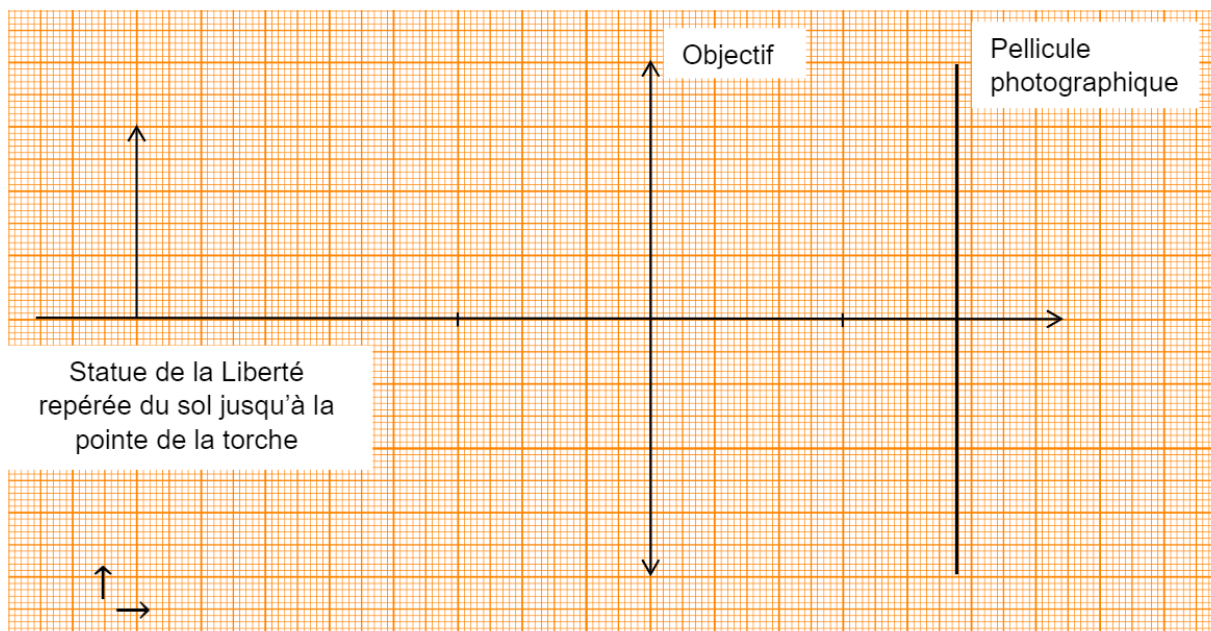 Objectif
Pellicule
photographique
Statue de la Liberté
repérée du sol jusqu’à la
pointe de la torche